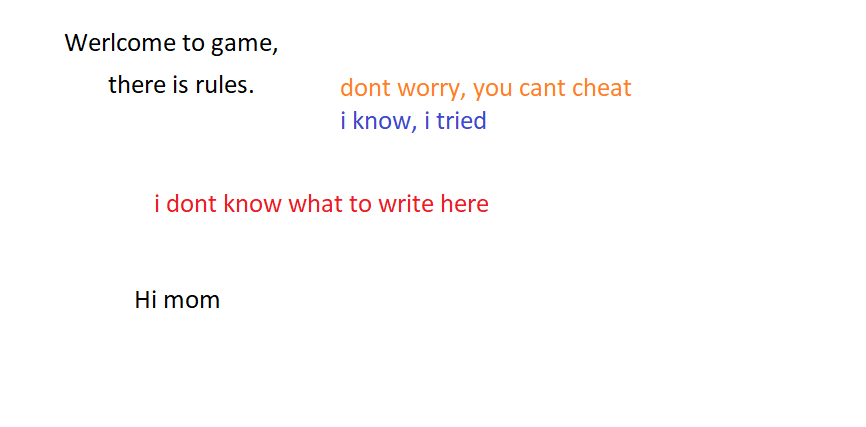 Werlcome to game,
there is rules.
dont worry, you cant cheat
i know, i tried
i dont know what to write here
Hi mom